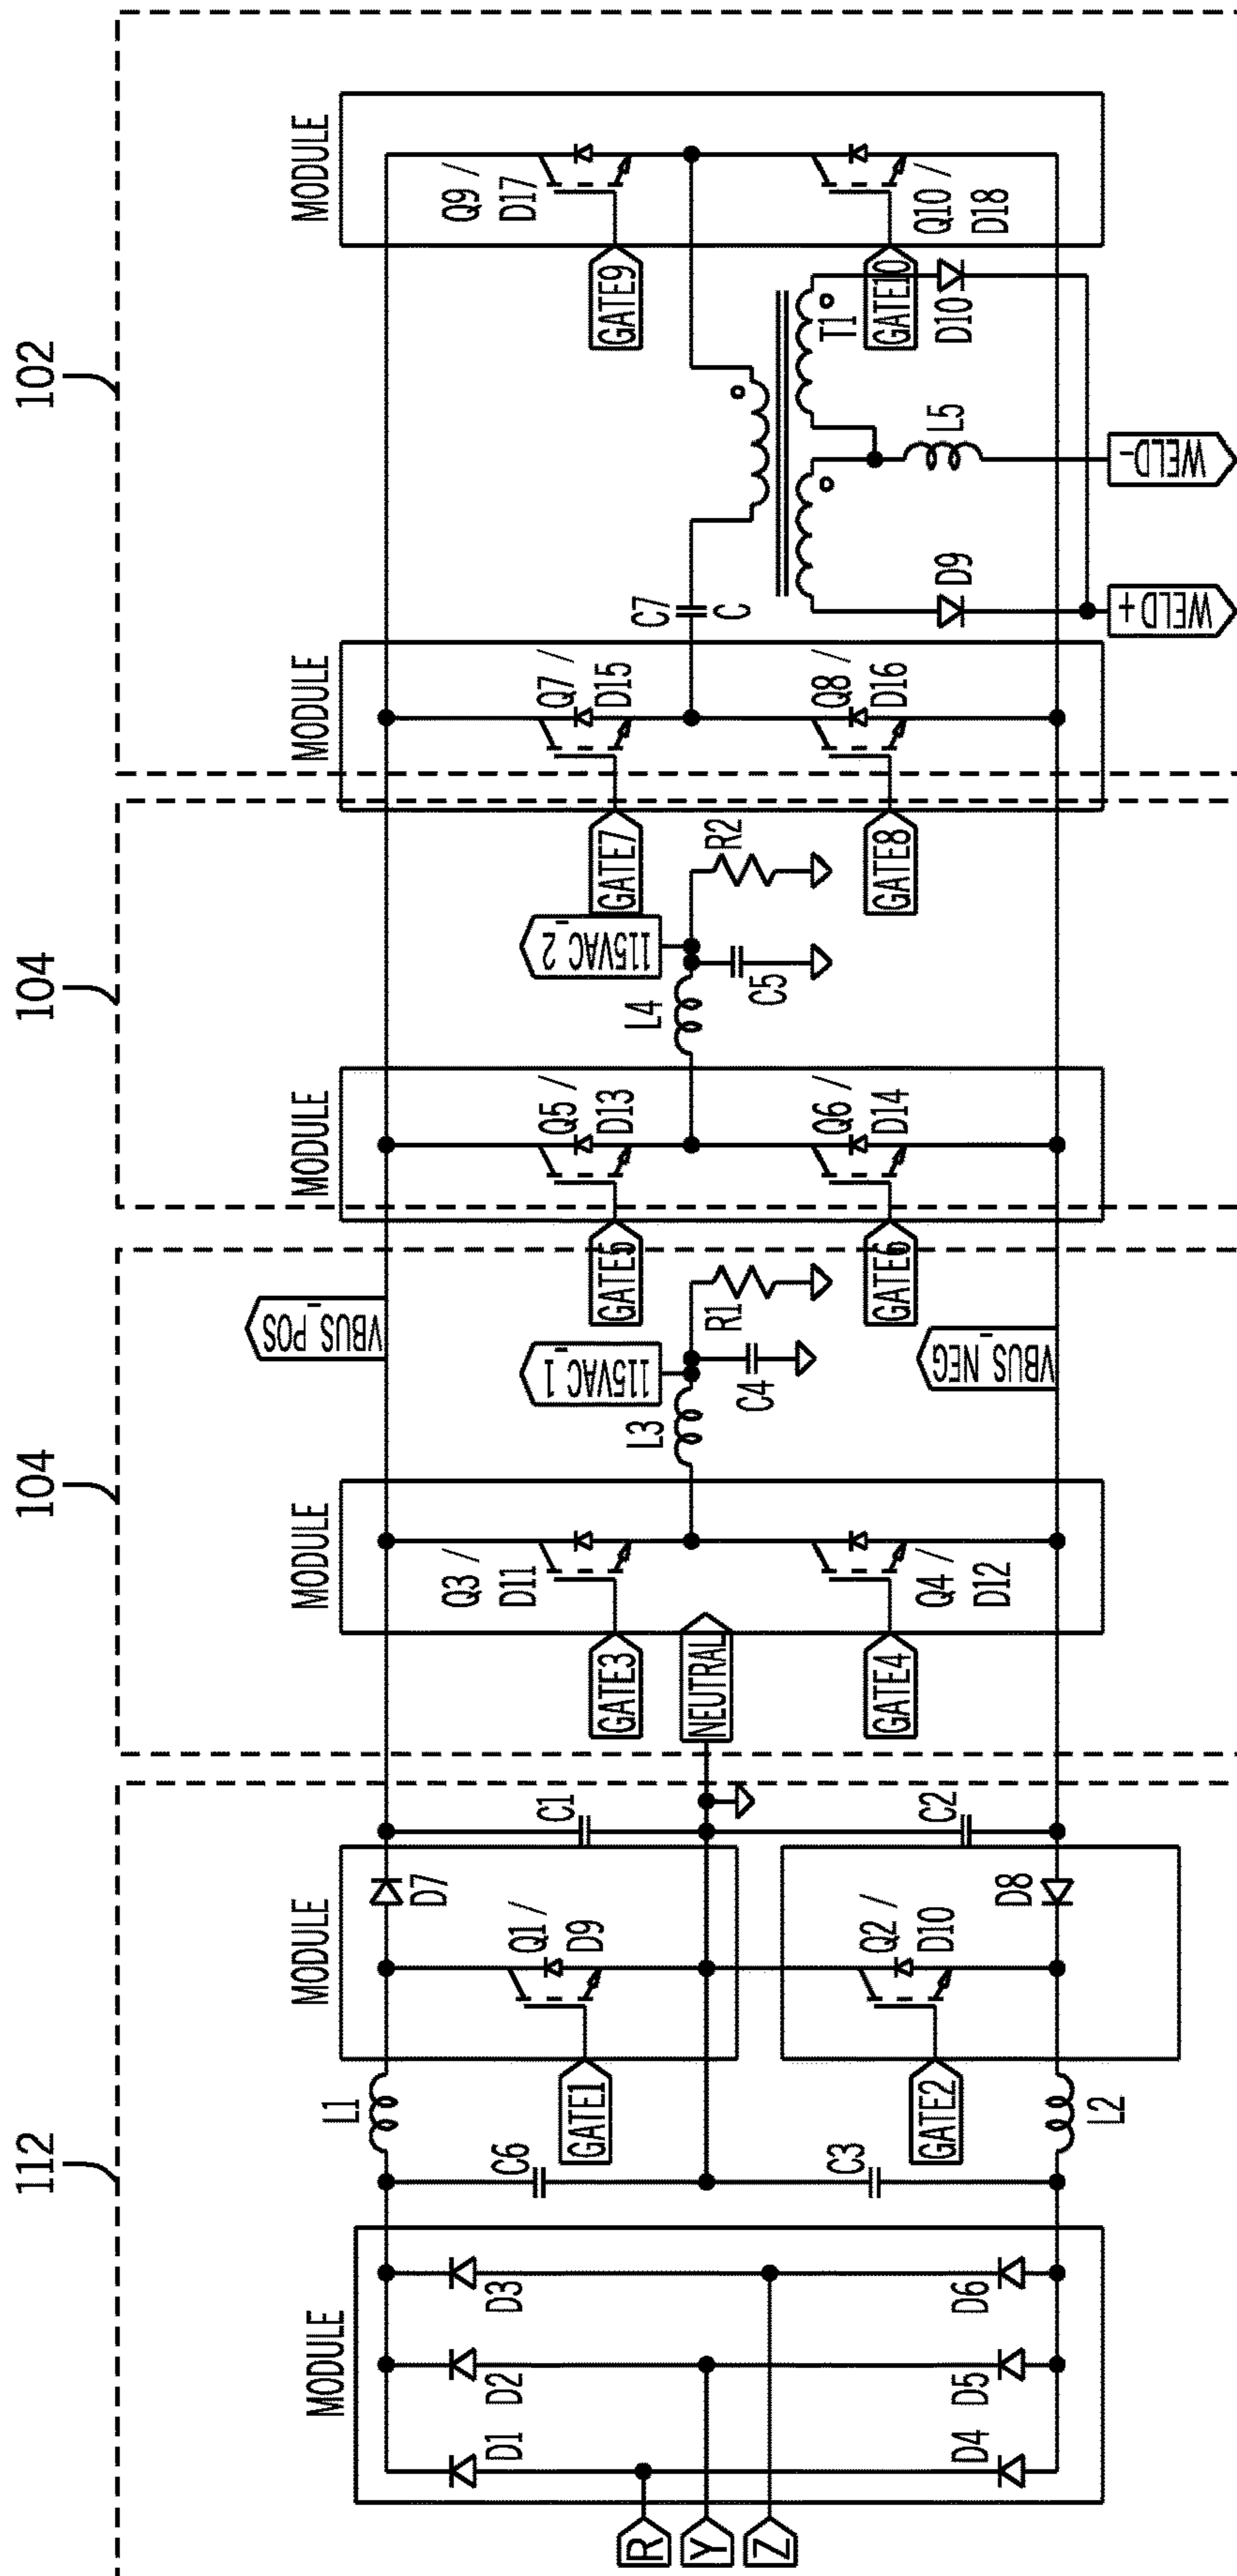 112
104
104
102
MODULE
R
Y
Z
D1
D2
D3
D4
D5
D6
C6
C3
L1
L2
MODULE
GATE1
GATE2
Q1 /
D9
Q2 /
D10
D7
D8
C1
C2
NEUTRAL
MODULE
GATE3
GATE4
Q3 /
D11
Q4 /
D12
L3
115VAC_1
C4
R1
VBUS_POS
VBUS_NEG
MODULE
GATE5
GATE6
Q5 /
D13
Q6 /
D14
L4
115VAC_2
C5
R2
MODULE
GATE7
GATE8
Q7 /
D15
Q8 /
D16
C7
C
T1
D9
L5
D10
WELD+
WELD-
MODULE
GATE9
GATE10
Q9 /
D17
Q10 /
D18